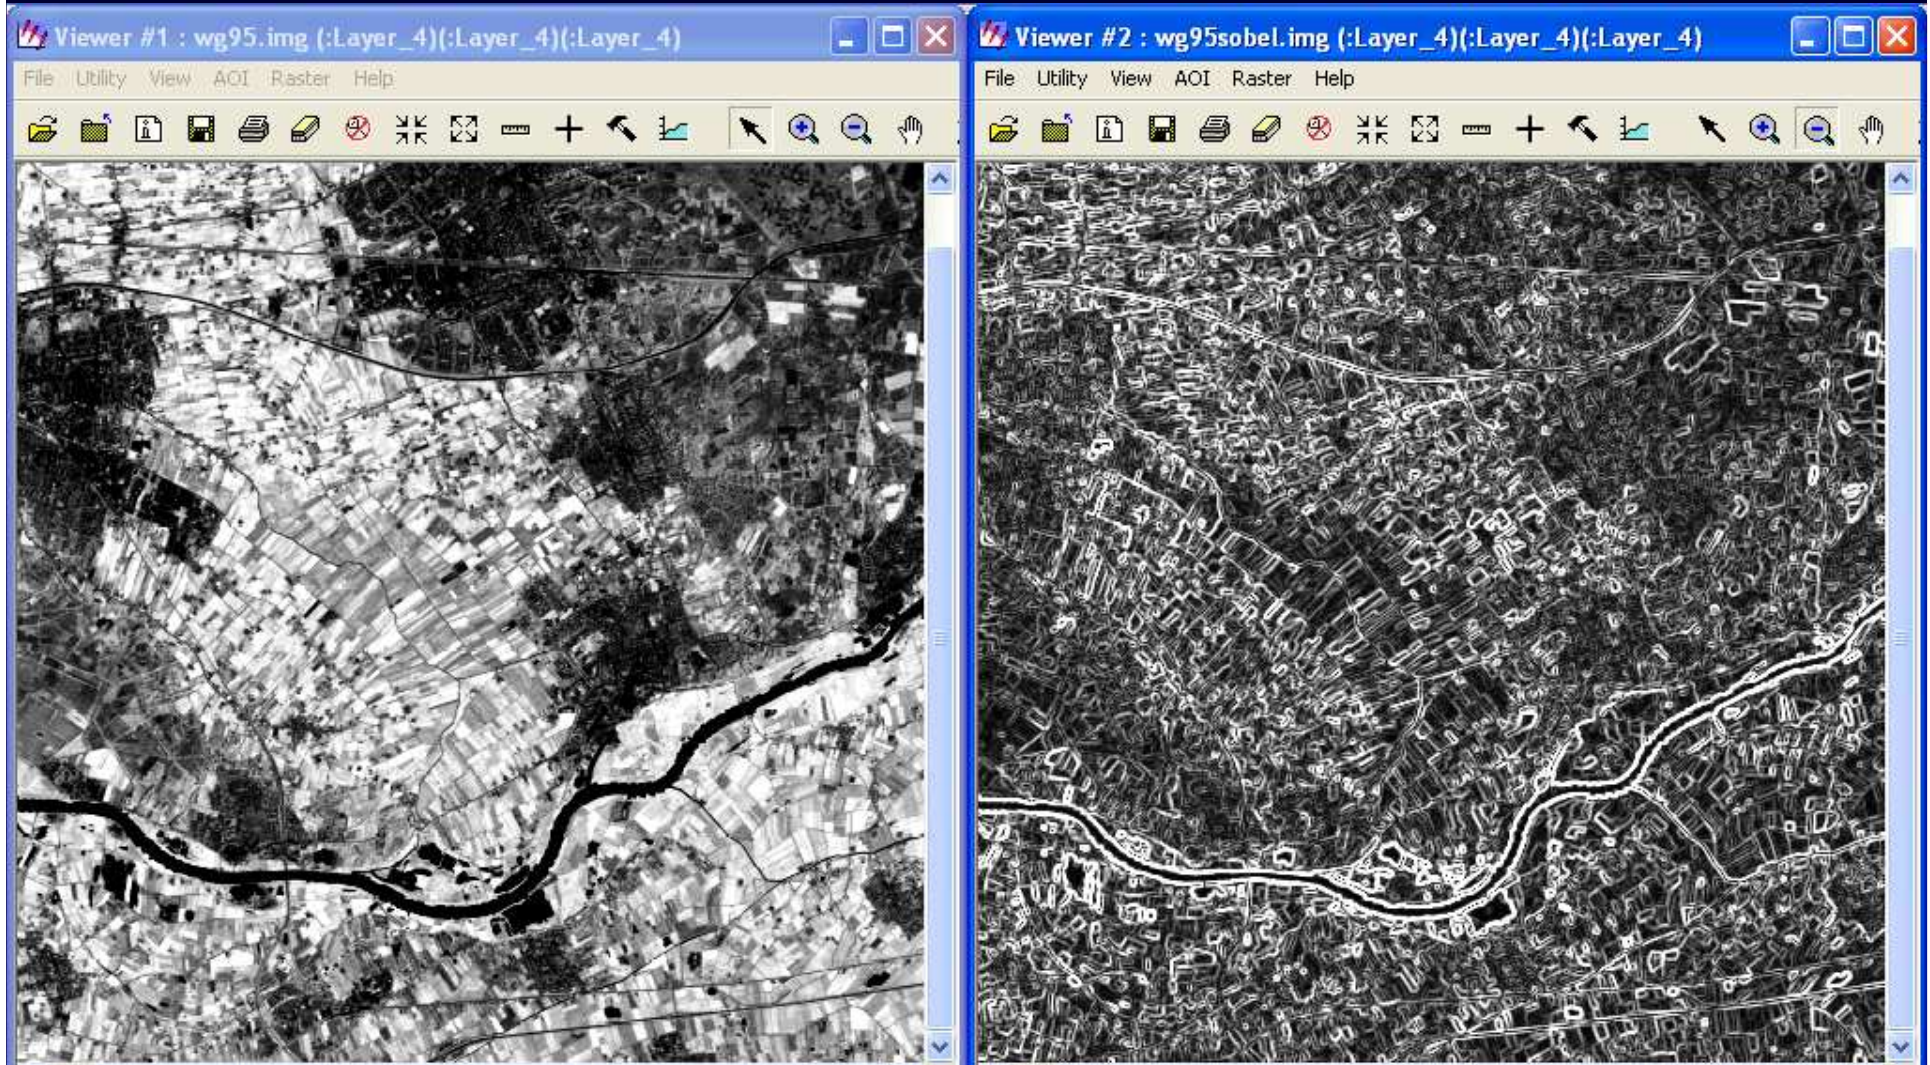 Viewer #1 : wg95.img (:Layer_4)(:Layer_4)(:Layer_4)
File Utility View AOI Raster Help
Viewer #2 : wg95sobel.img (:Layer_4)(:Layer_4)(:Layer_4)
File Utility View AOI Raster Help